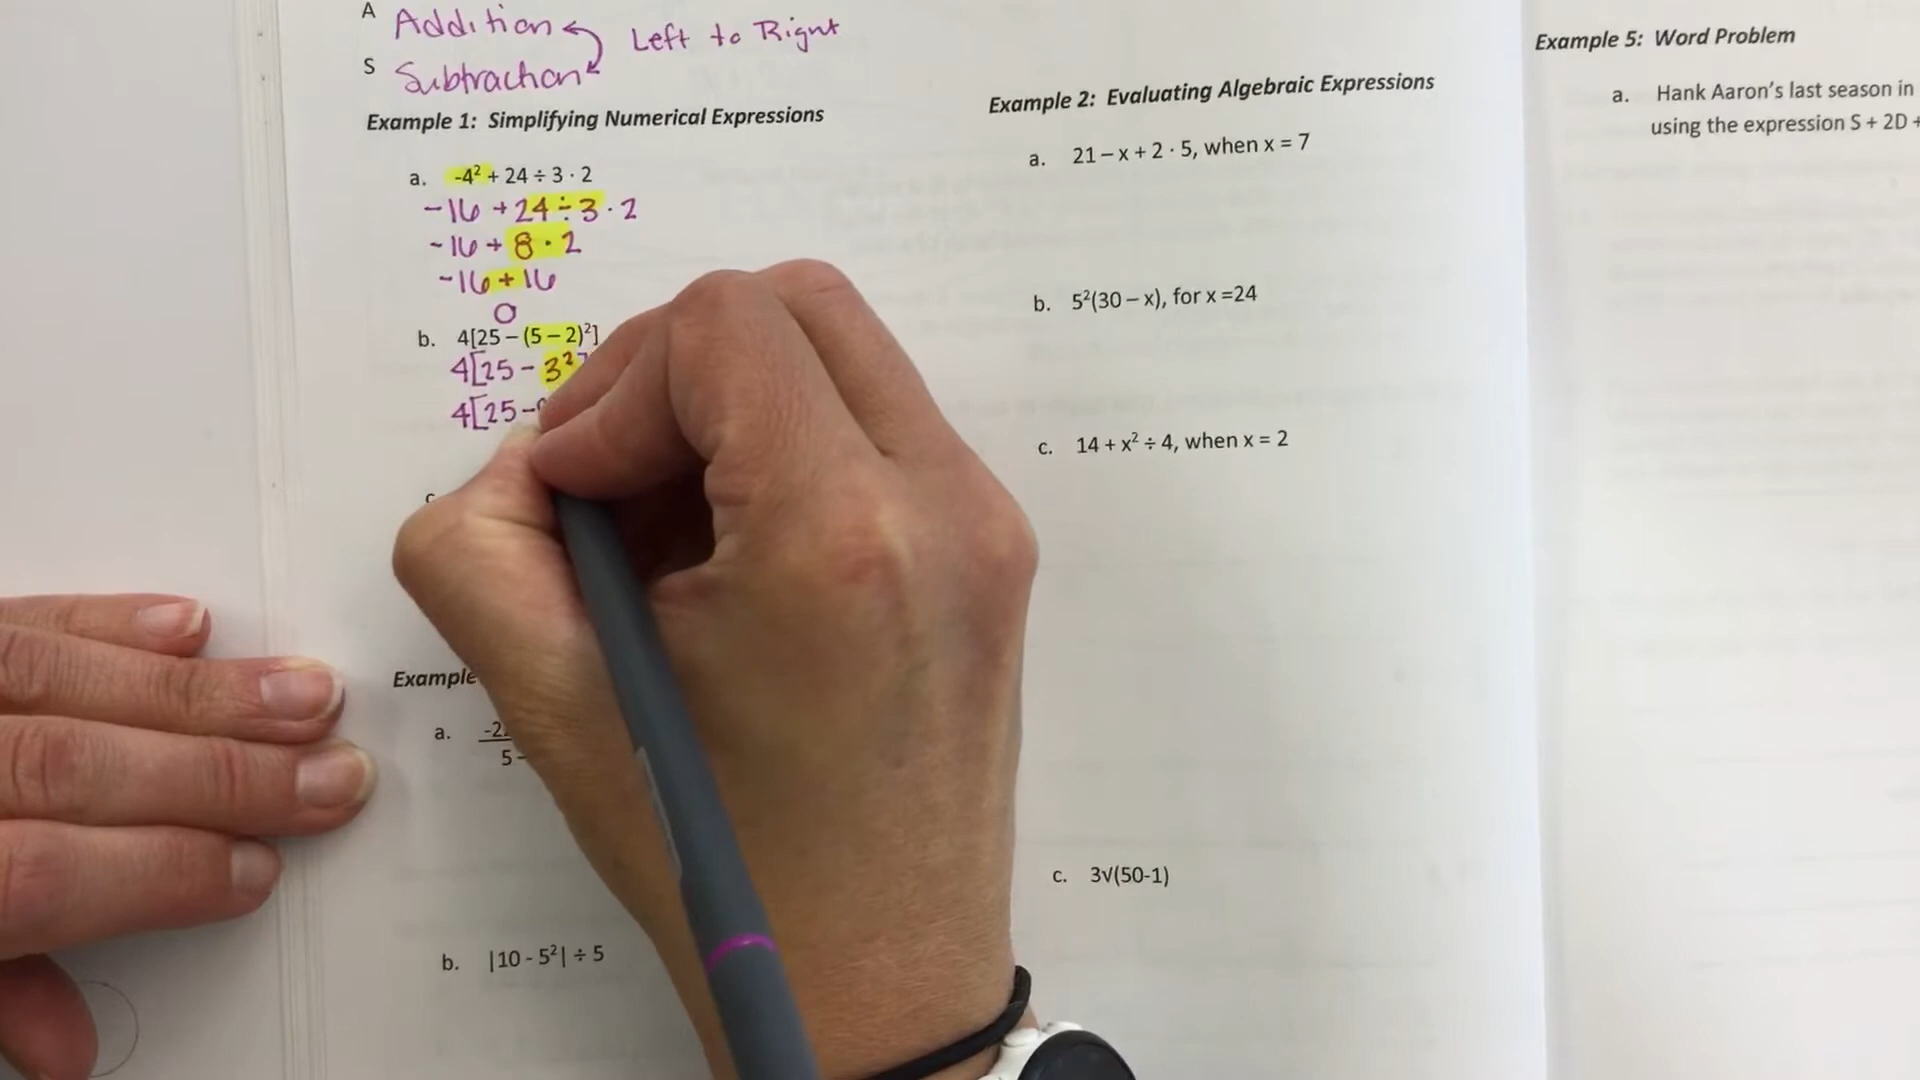 A Addition Left to Right
S Subtraction
Example 1: Simplifying Numerical Expressions
a. -4² + 24 ÷ 3 · 2
-16 + 24 ÷ 3 · 2
-16 + 8 · 2
-16 + 16
0
b. 4[25 – (5 – 2)²]
4[25 - 3²
4[25 -
Example
a. -2
5 -
b. |10 - 5²| ÷ 5
Example 2: Evaluating Algebraic Expressions
a. 21 – x + 2 · 5, when x = 7
b. 5²(30 – x), for x =24
c. 14 + x² ÷ 4, when x = 2
c. 3√(50-1)
Example 5: Word Problem
a. Hank Aaron's last season in
using the expression S + 2D +